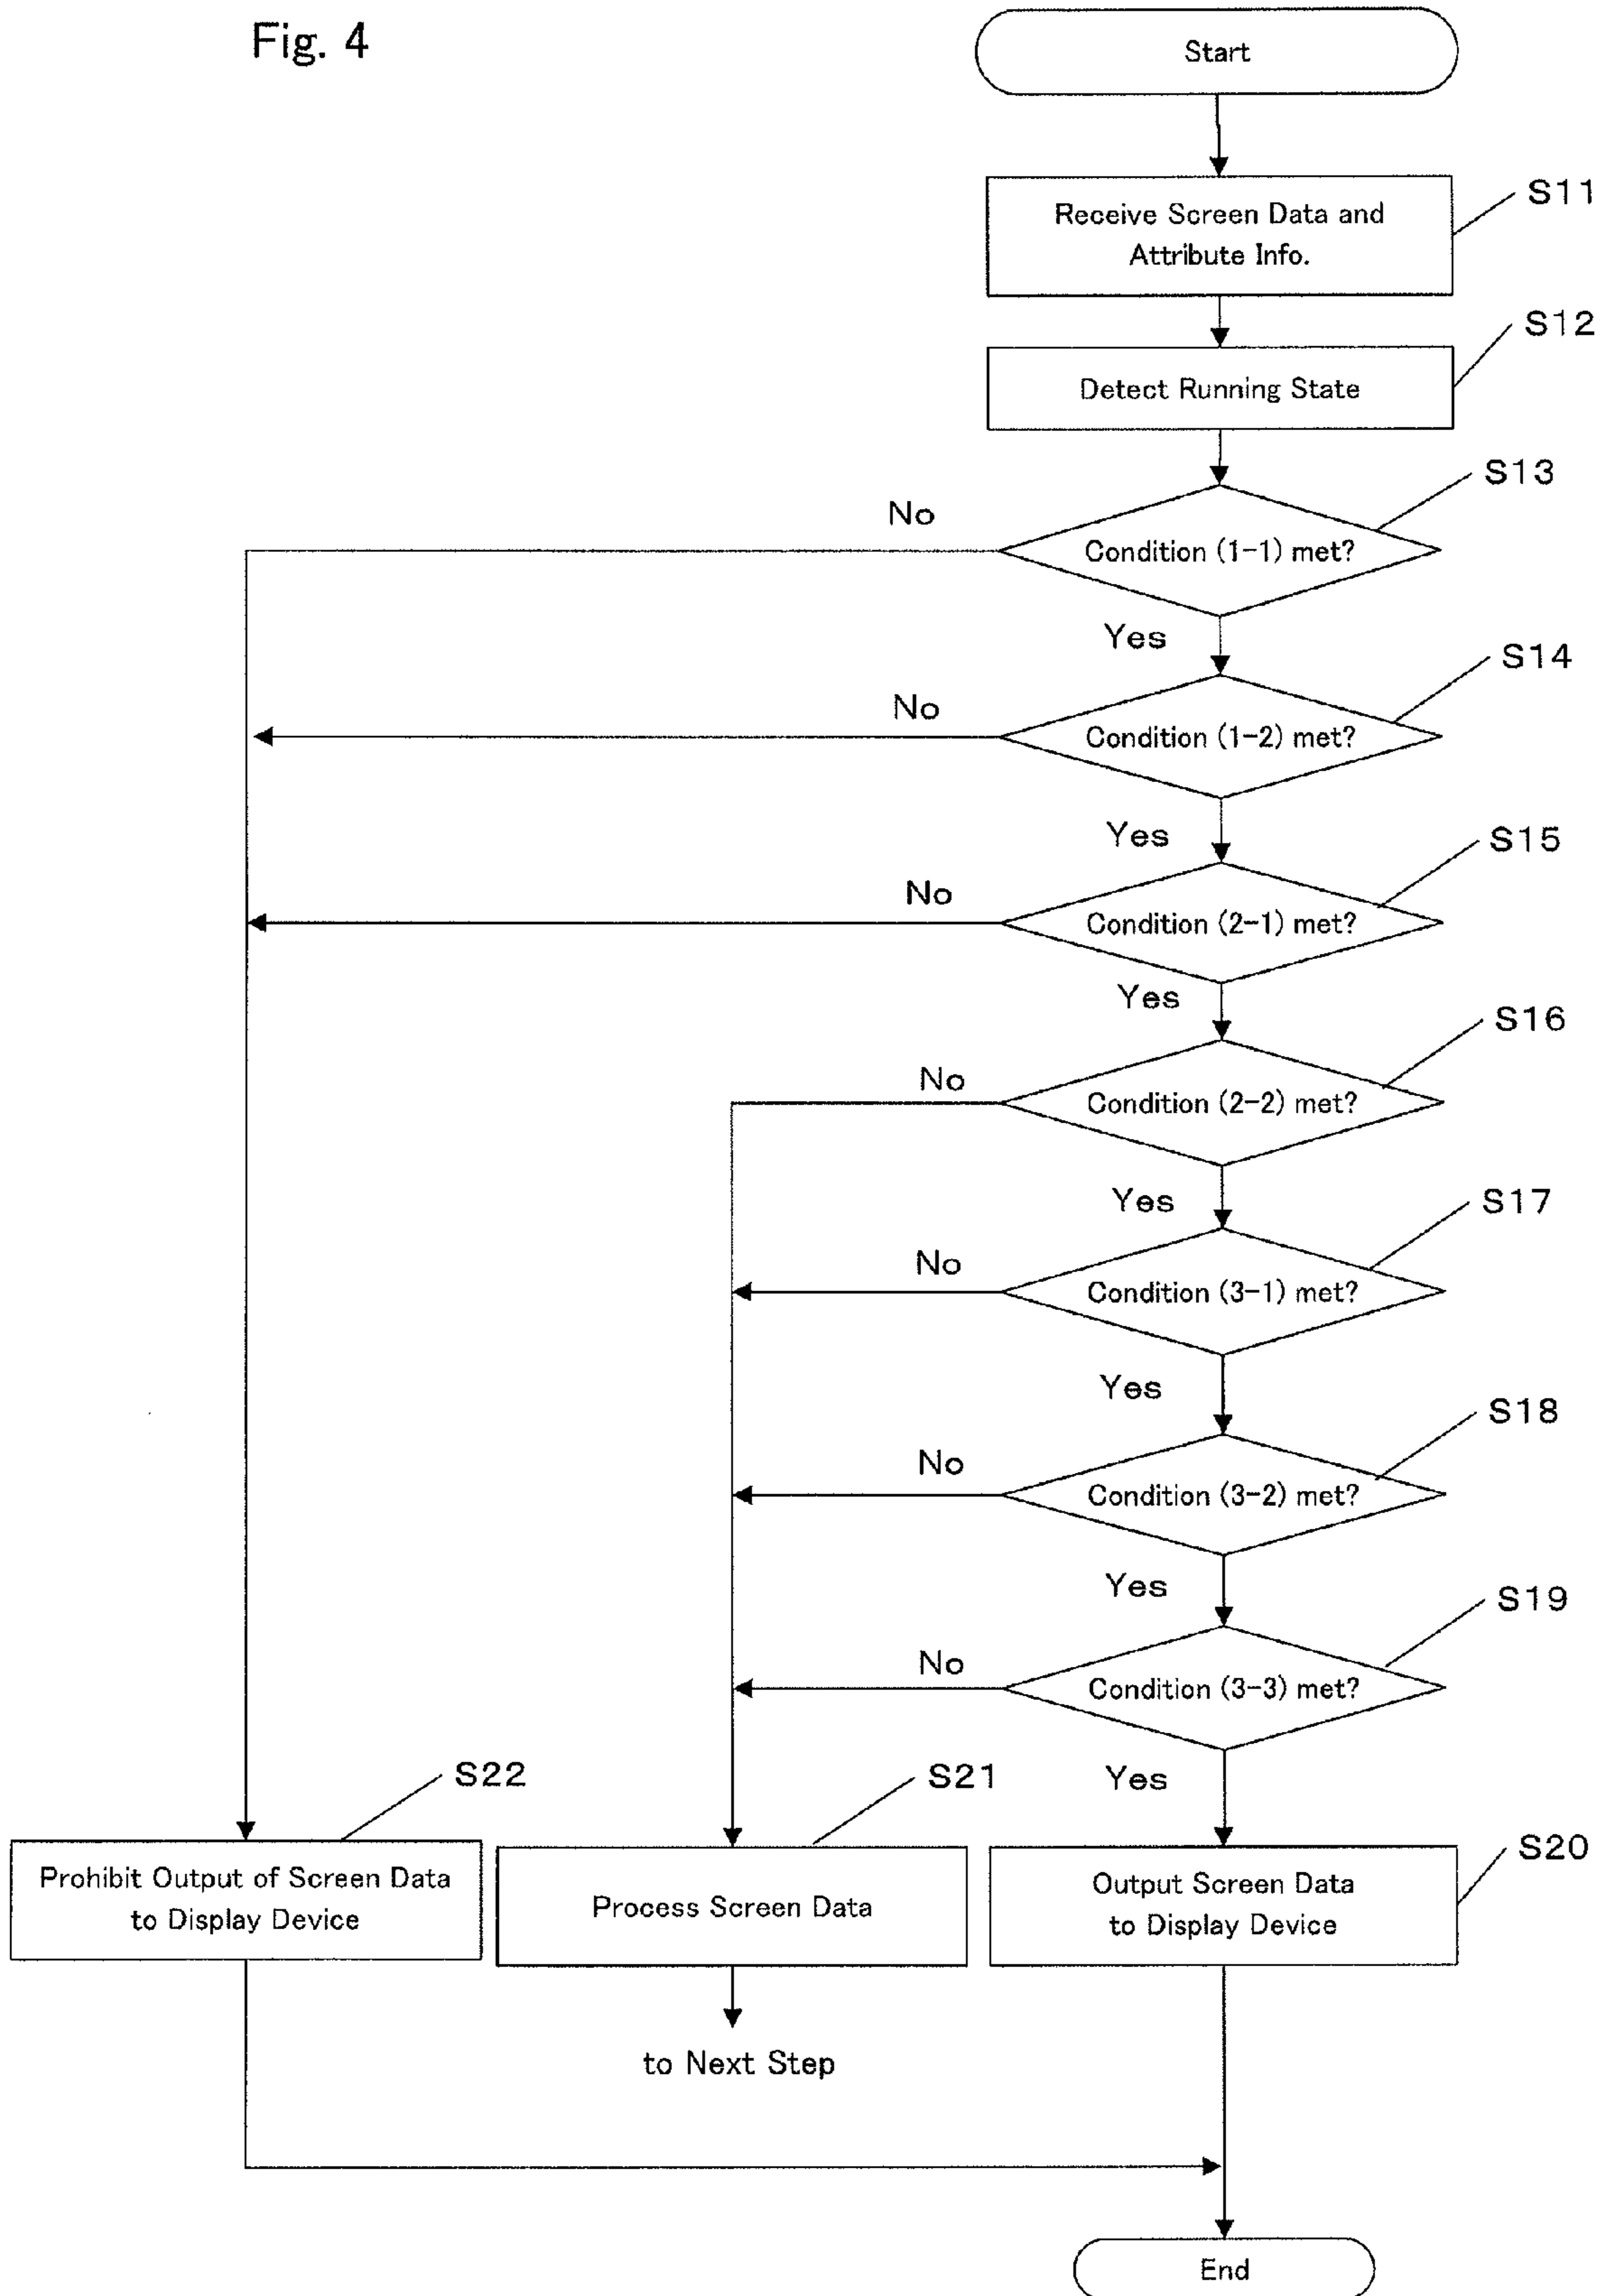 Fig. 4
Start
S11
Receive Screen Data and
Attribute Info.
S12
Detect Running State
S13
No
Condition (1-1) met?
Yes
S14
No
Condition (1-2) met?
Yes
S15
No
Condition (2-1) met?
Yes
S16
No
Condition (2-2) met?
Yes
S17
No
Condition (3-1) met?
Yes
S18
No
Condition (3-2) met?
Yes
S19
No
Condition (3-3) met?
Yes
S22
Prohibit Output of Screen Data
to Display Device
S21
Process Screen Data
S20
Output Screen Data
to Display Device
to Next Step
End